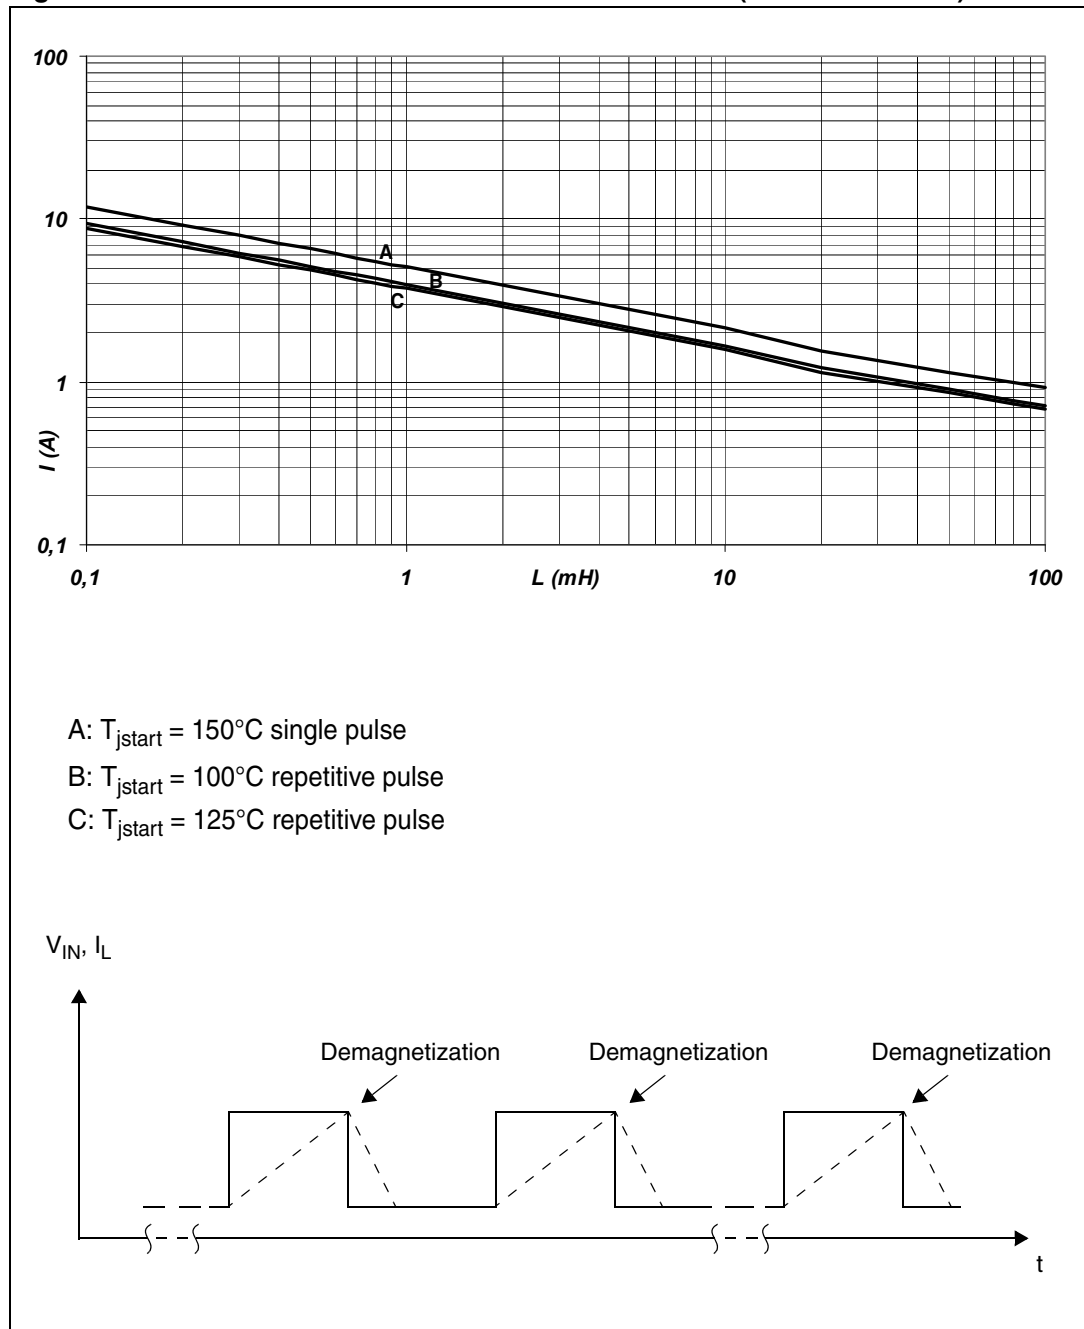 100
10
1
0,1
I (A)
A
B
C
0,1 1 L (mH) 10 100
A: Tjstart = 150°C single pulse
B: Tjstart = 100°C repetitive pulse
C: Tjstart = 125°C repetitive pulse
VIN, IL
Demagnetization Demagnetization Demagnetization
t